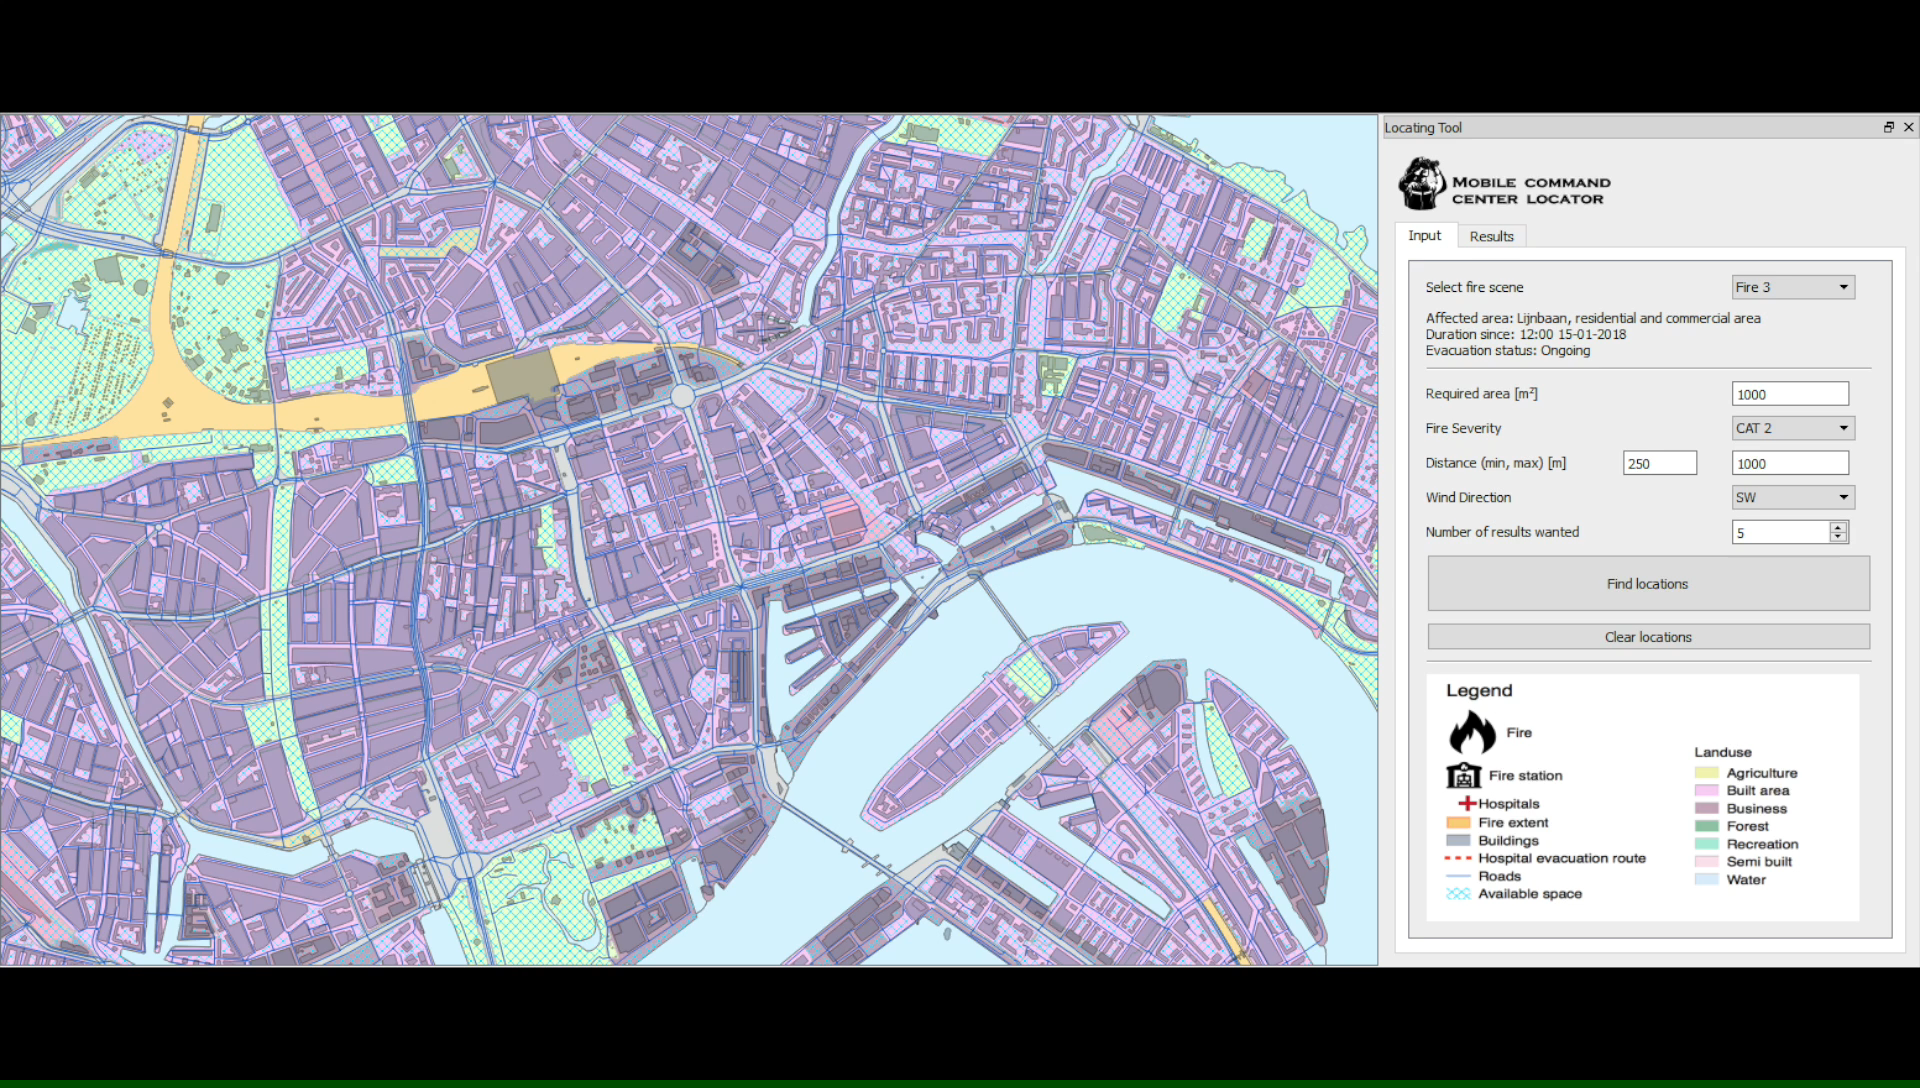 Locating Tool
MOBILE COMMAND
CENTER LOCATOR
Input
Results
Select fire scene
Fire 3
Affected area: Lijnbaan, residential and commercial area
Duration since: 12:00 15-01-2018
Evacuation status: Ongoing
Required area [m²]
1000
Fire Severity
CAT 2
Distance (min, max) [m]
250
1000
Wind Direction
SW
Number of results wanted
5
Find locations
Clear locations
Legend
Fire
Fire station
Hospitals
Fire extent
Buildings
Hospital evacuation route
Roads
Available space
Landuse
Agriculture
Built area
Business
Forest
Recreation
Semi built
Water